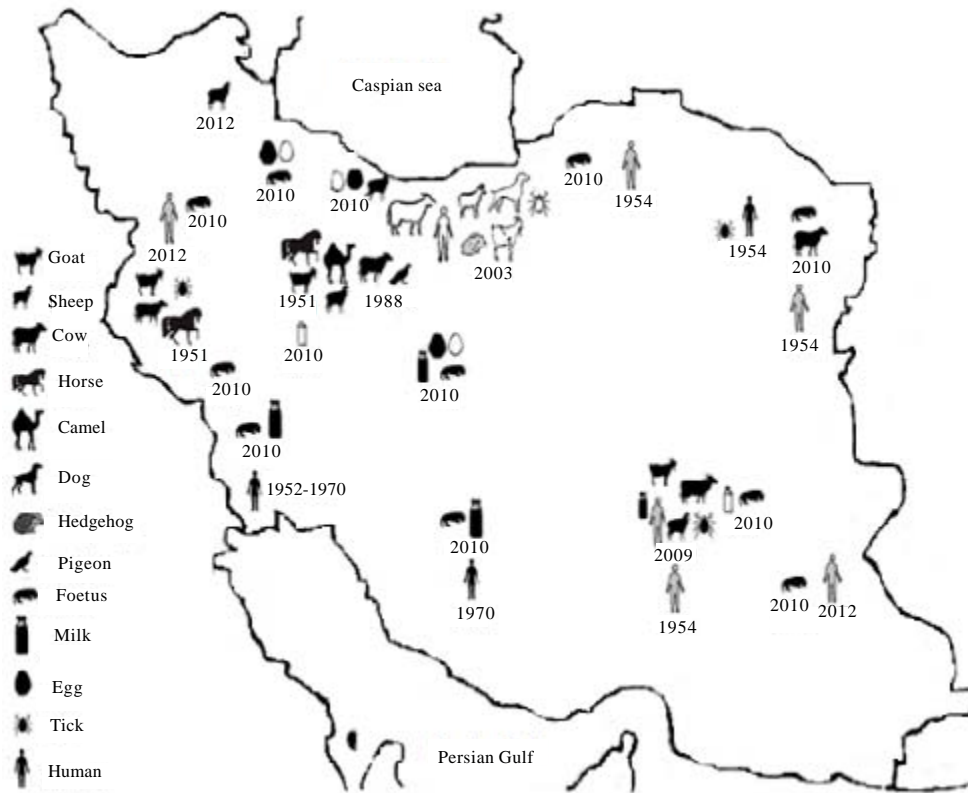 Caspian sea
2012
2010
2010
2010
1954
2010
2012
1954
2010
2003
1951
1988
1954
1951
2010
2010
2010
2010
1952-1970
2010
2010
2009
1970
1954
2010
2012
Goat
Sheep
Cow
Horse
Camel
Dog
Hedgehog
Pigeon
Foetus
Milk
Egg
Tick
Human
Persian Gulf